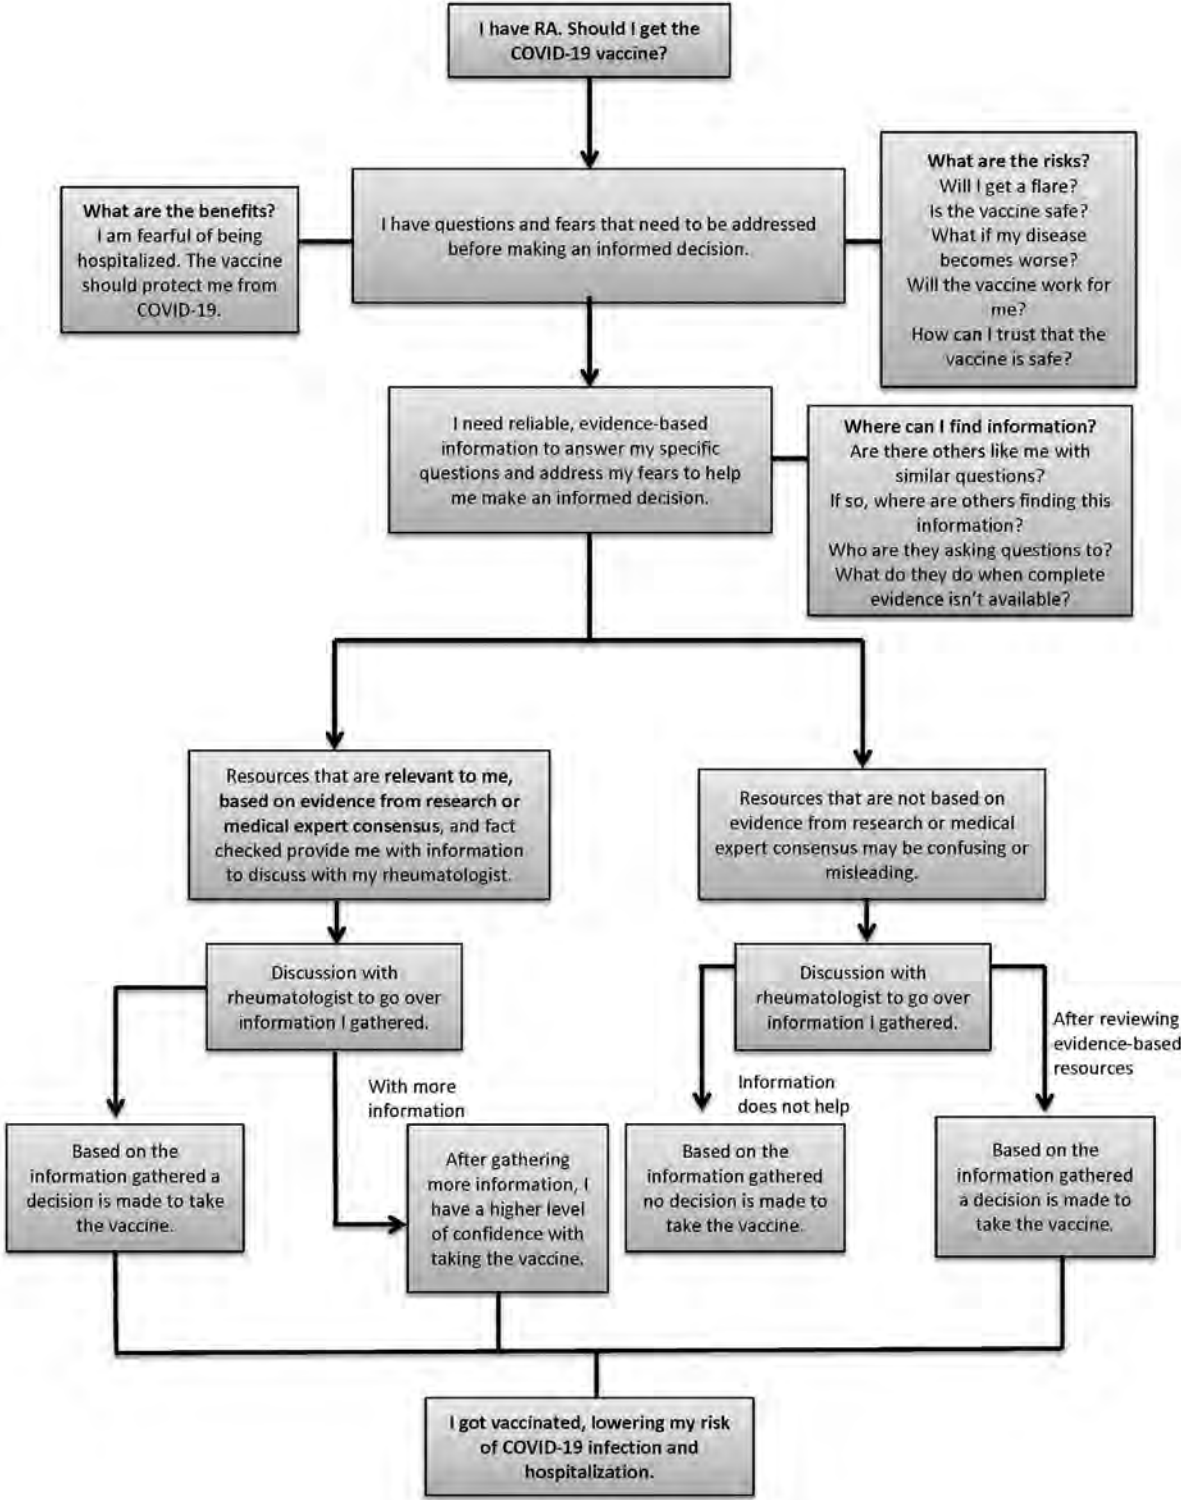 I have RA. Should I get the
COVID-19 vaccine?
What are the benefits?
I am fearful of being
hospitalized. The vaccine
should protect me from
COVID-19.
I have questions and fears that need to be addressed
before making an informed decision.
What are the risks?
Will I get a flare?
Is the vaccine safe?
What if my disease
becomes worse?
Will the vaccine work for
me?
How can I trust that the
vaccine is safe?
I need reliable, evidence-based
information to answer my specific
questions and address my fears to help
me make an informed decision.
Where can I find information?
Are there others like me with
similar questions?
If so, where are others finding this
information?
Who are they asking questions to?
What do they do when complete
evidence isn't available?
Resources that are relevant to me,
based on evidence from research or
medical expert consensus, and fact
checked provide me with information
to discuss with my rheumatologist.
Resources that are not based on
evidence from research or medical
expert consensus may be confusing or
misleading.
Discussion with
rheumatologist to go over
information I gathered.
Discussion with
rheumatologist to go over
information I gathered.
With more
information
Information
does not help
After reviewing
evidence-based
resources
Based on the
information gathered a
decision is made to take
the vaccine.
After gathering
more information, I
have a higher level
of confidence with
taking the vaccine.
Based on the
information gathered
no decision is made to
take the vaccine.
Based on the
information gathered
a decision is made to
take the vaccine.
I got vaccinated, lowering my risk
of COVID-19 infection and
hospitalization.